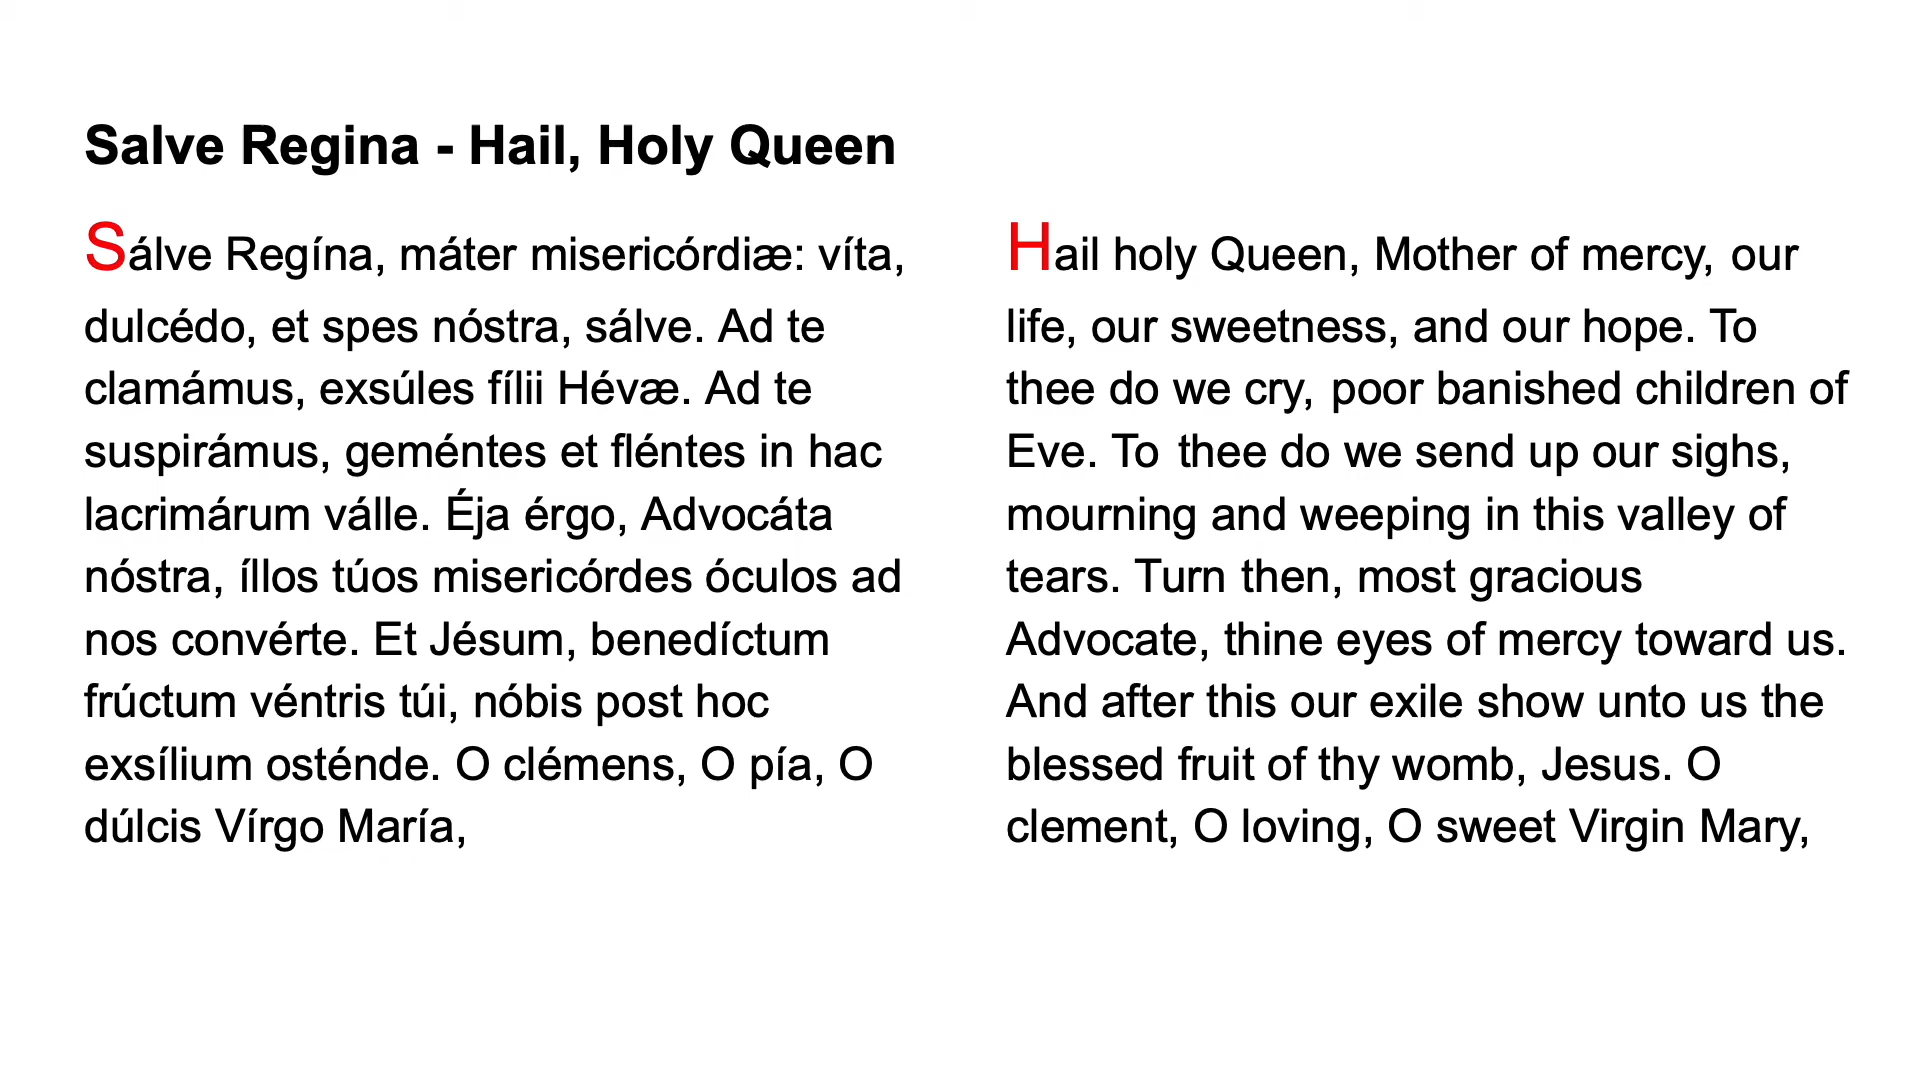 Salve Regina - Hail, Holy Queen
Sálve Regína, máter misericórdiæ: víta,
dulcédo, et spes nóstra, sálve. Ad te
clamámus, exsúles fílii Hévæ. Ad te
suspirámus, geméntes et fléntes in hac
lacrimárum válle. Éja érgo, Advocáta
nóstra, íllos túos misericórdes óculos ad
nos convérte. Et Jésum, benedíctum
frúctum véntris túi, nóbis post hoc
exsílium osténde. O clémens, O pía, O
dúlcis Vírgo María,
Hail holy Queen, Mother of mercy, our
life, our sweetness, and our hope. To
thee do we cry, poor banished children of
Eve. To thee do we send up our sighs,
mourning and weeping in this valley of
tears. Turn then, most gracious
Advocate, thine eyes of mercy toward us.
And after this our exile show unto us the
blessed fruit of thy womb, Jesus. O
clement, O loving, O sweet Virgin Mary,